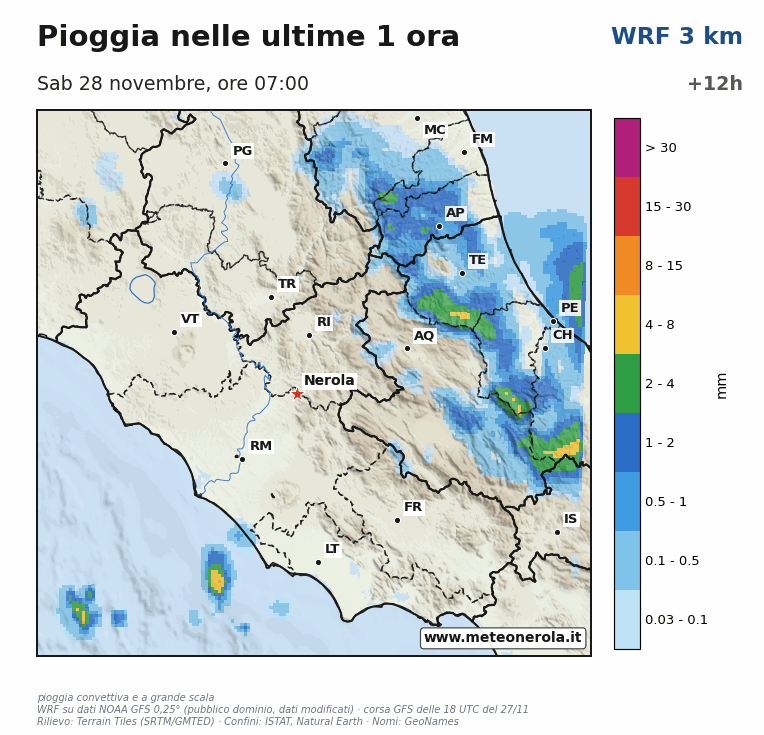 Pioggia nelle ultime 1 ora
WRF 3 km
Sab 28 novembre, ore 07:00
+12h
MC
FM
PG
AP
TE
TR
PE
VT
RI
CH
AQ
Nerola
RM
FR
IS
LT
www.meteonerola.it
> 30
15 - 30
8 - 15
4 - 8
2 - 4
1 - 2
0.5 - 1
0.1 - 0.5
0.03 - 0.1
mm
pioggia convettiva e a grande scala
WRF su dati NOAA GFS 0,25° (pubblico dominio, dati modificati) · corsa GFS delle 18 UTC del 27/11
Rilievo: Terrain Tiles (SRTM/GMTED) · Confini: ISTAT, Natural Earth · Nomi: GeoNames